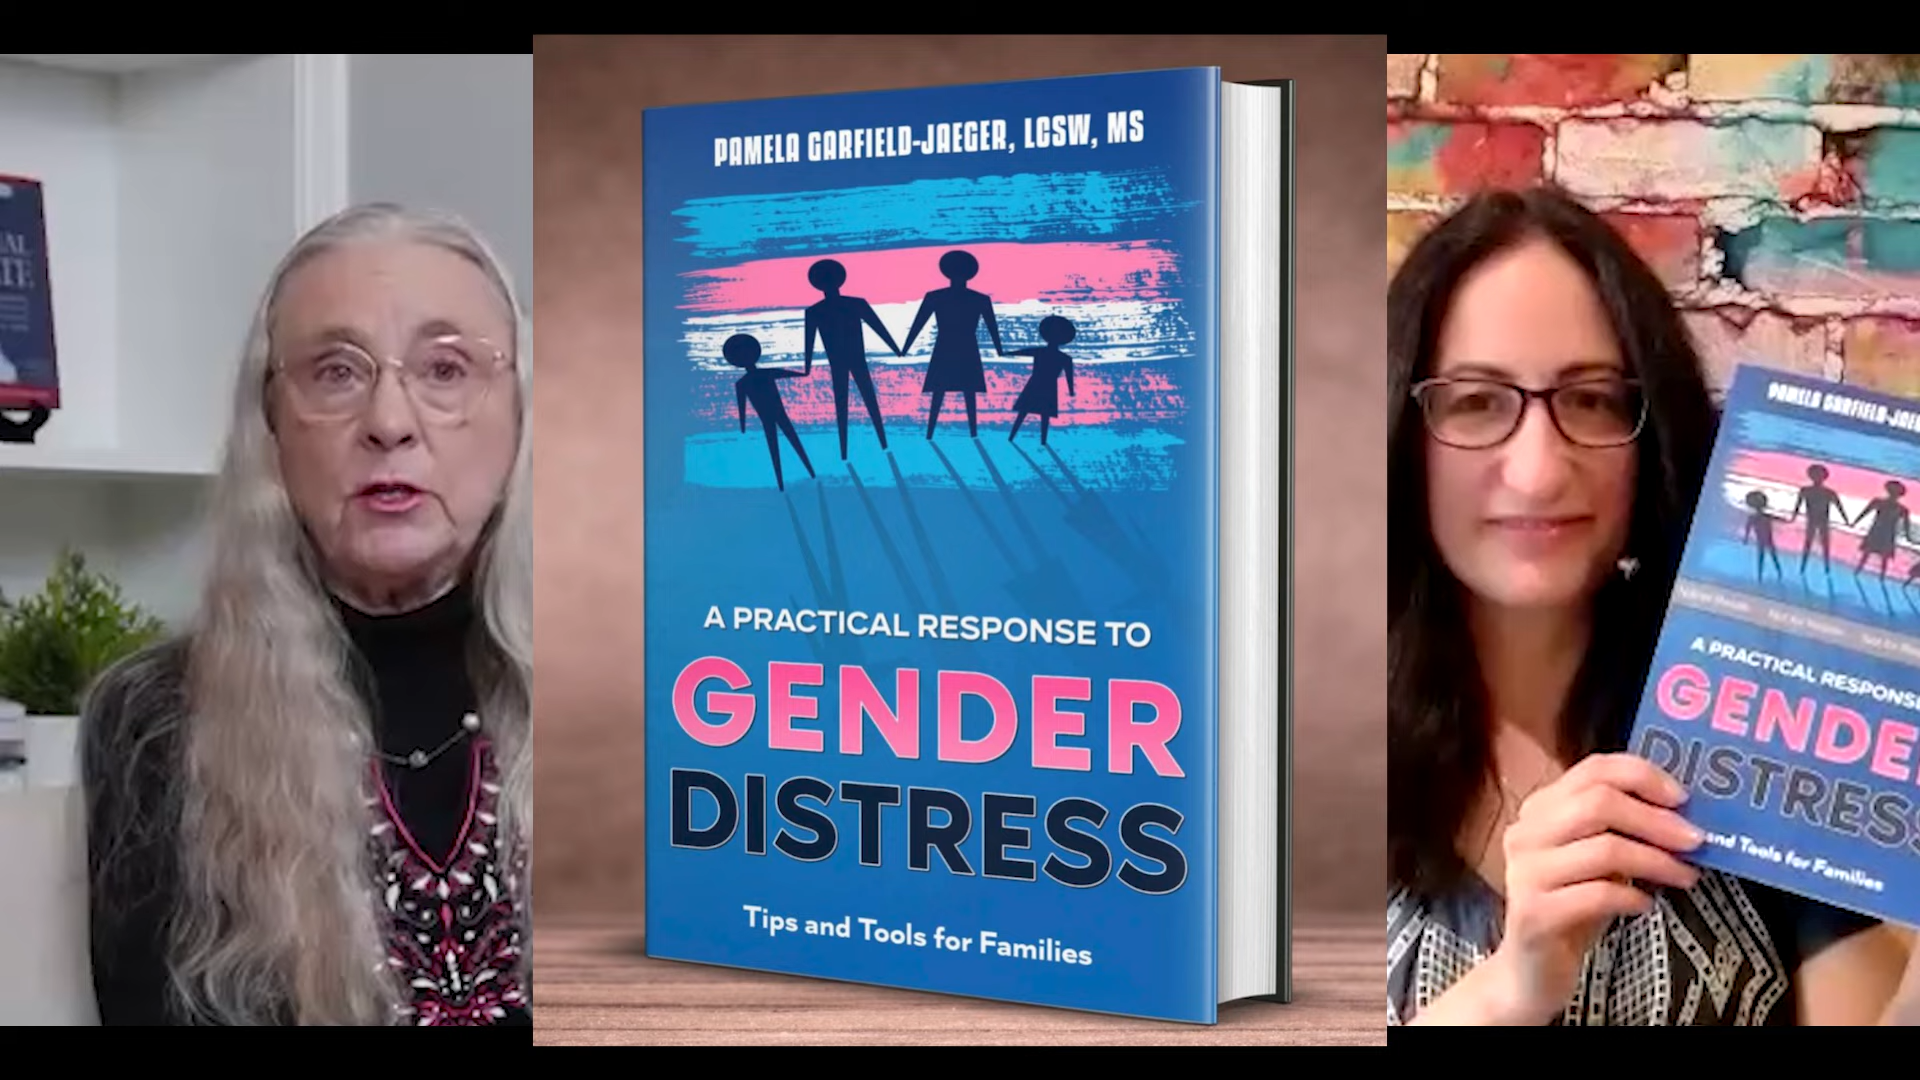 PAMELA GARFIELD-JAEGER, LCSW, MS
A PRACTICAL RESPONSE TO
GENDER
DISTRESS
Tips and Tools for Families
PAMELA GARFIELD-JAE
A PRACTICAL RESPONSE
GENDE
DISTRESS
and Tools for Families